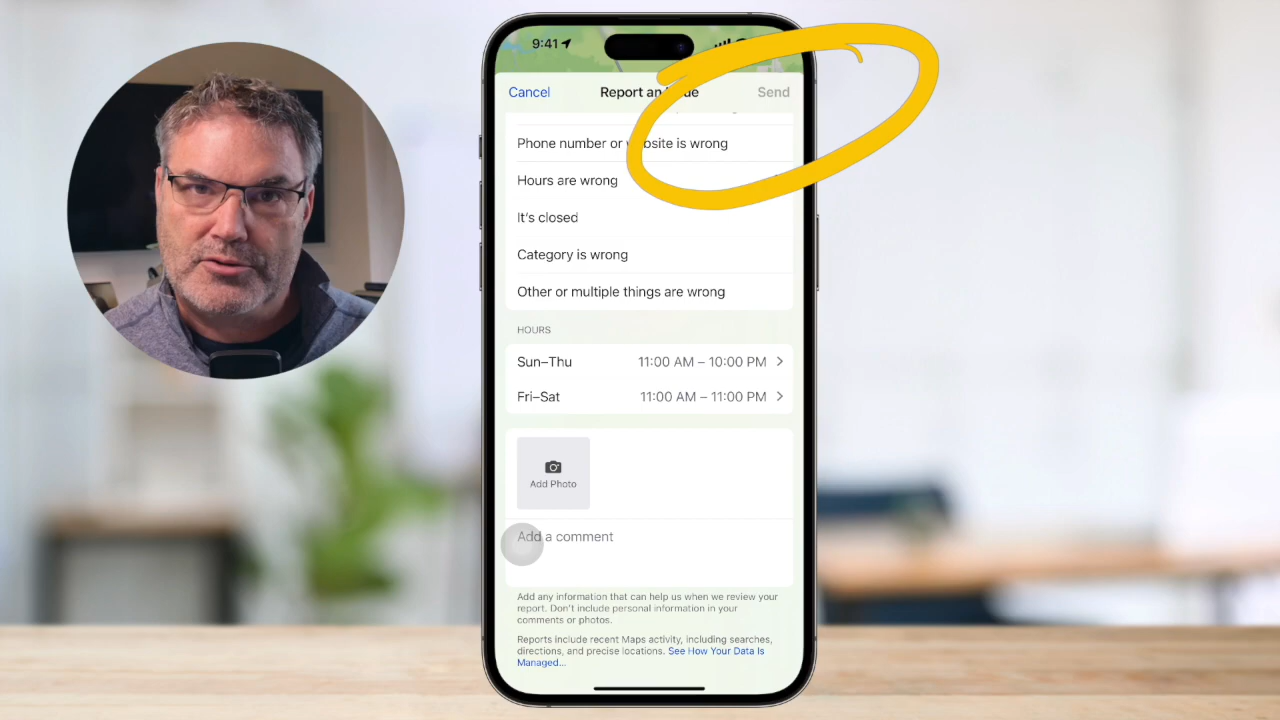 9:41
Cancel
Report an
Send
Phone number or website is wrong
Hours are wrong
It's closed
Category is wrong
Other or multiple things are wrong
HOURS
Sun–Thu 11:00 AM – 10:00 PM
Fri–Sat 11:00 AM – 11:00 PM
Add Photo
Add a comment
Add any information that can help us when we review your
report. Don't include personal information in your
comments or photos.
Reports include recent Maps activity, including searches,
directions, and precise locations. See How Your Data Is
Managed...